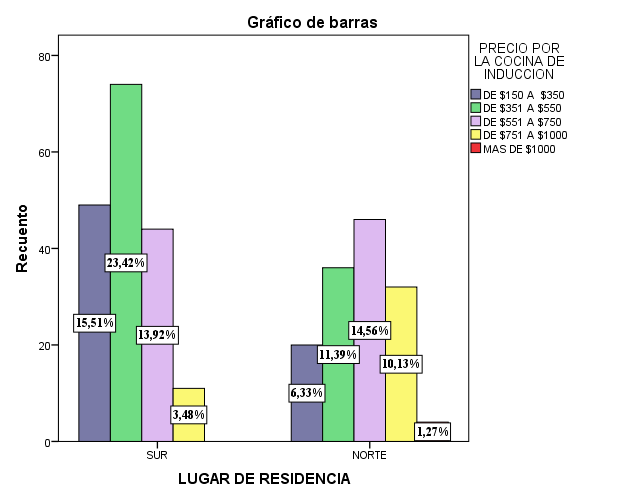 Gráfico de barras
PRECIO POR
LA COCINA DE
INDUCCION
DE $150 A $350
DE $351 A $550
DE $551 A $750
DE $751 A $1000
MAS DE $1000
Recuento
80
60
40
20
0
15,51%
23,42%
13,92%
3,48%
6,33%
11,39%
14,56%
10,13%
1,27%
SUR
NORTE
LUGAR DE RESIDENCIA